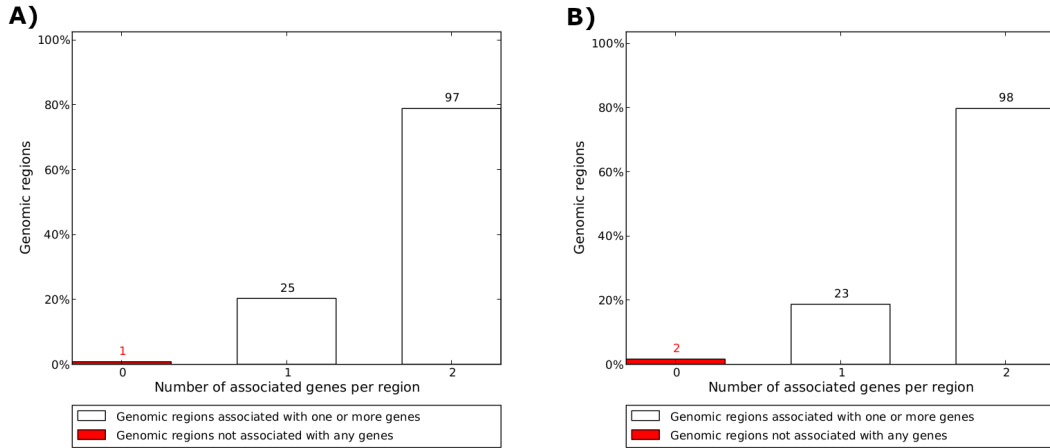 A)
100%
80%
60%
40%
20%
0%
Genomic regions
1
25
97
0
1
2
Number of associated genes per region
Genomic regions associated with one or more genes
Genomic regions not associated with any genes
B)
100%
80%
60%
40%
20%
0%
Genomic regions
2
23
98
0
1
2
Number of associated genes per region
Genomic regions associated with one or more genes
Genomic regions not associated with any genes